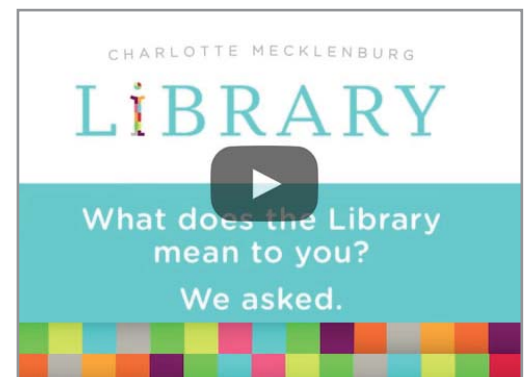 CHARLOTTE MECKLENBURG
LiBRARY
What does the Library
mean to you?
We asked.